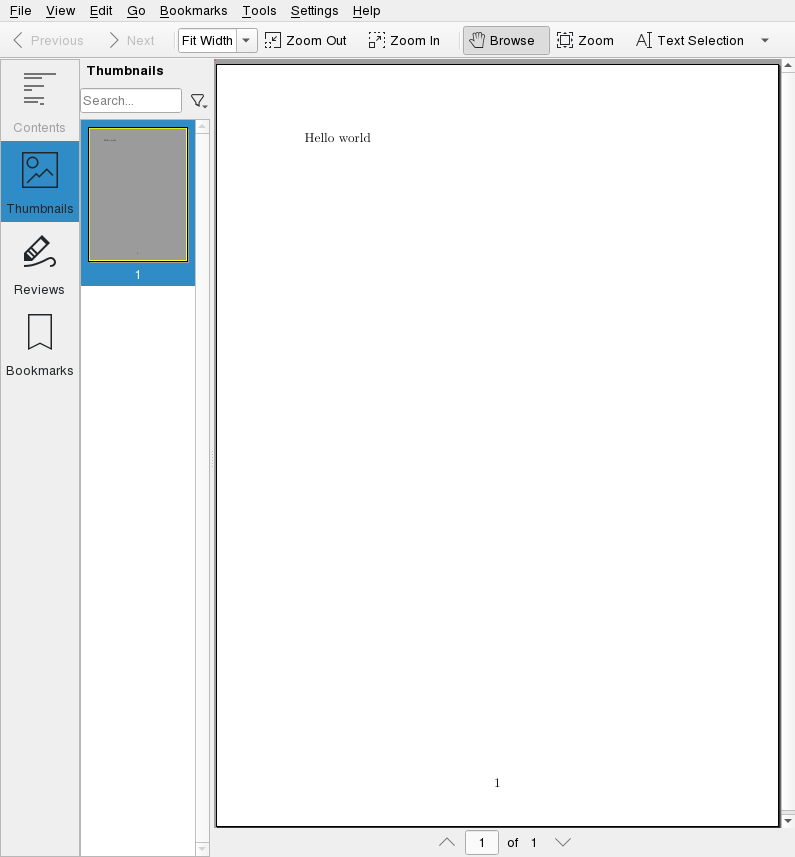 File View Edit Go Bookmarks Tools Settings Help
Previous Next Fit Width Zoom Out Zoom In Browse Zoom Text Selection
Contents
Thumbnails
Reviews
Bookmarks
Thumbnails
Search...
1
Hello world
1
1 of 1